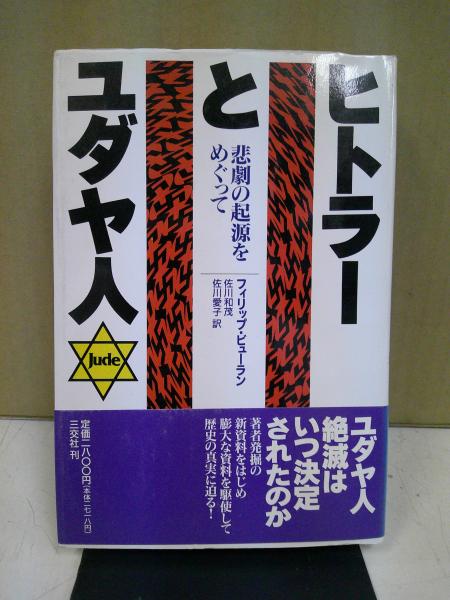 ヒトラー
と
ユダヤ人
悲劇の起源を
めぐって
フィリップ・ビューラン
佐川和茂
佐川愛子 訳
Jude
ユダヤ人
絶滅は
いつ決定
されたのか
著者発掘の
新資料をはじめ
膨大な資料を駆使して
歴史の真実に迫る!
定価二八〇〇円(本体二七一八円)
三交社 刊